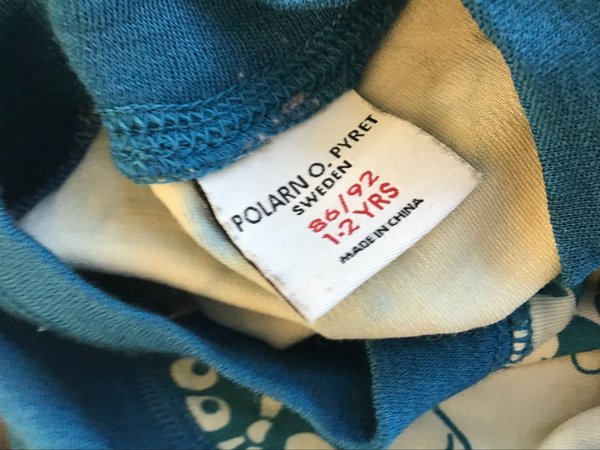 POLARN O. PYRET
SWEDEN
86/92
1-2 YRS
MADE IN CHINA